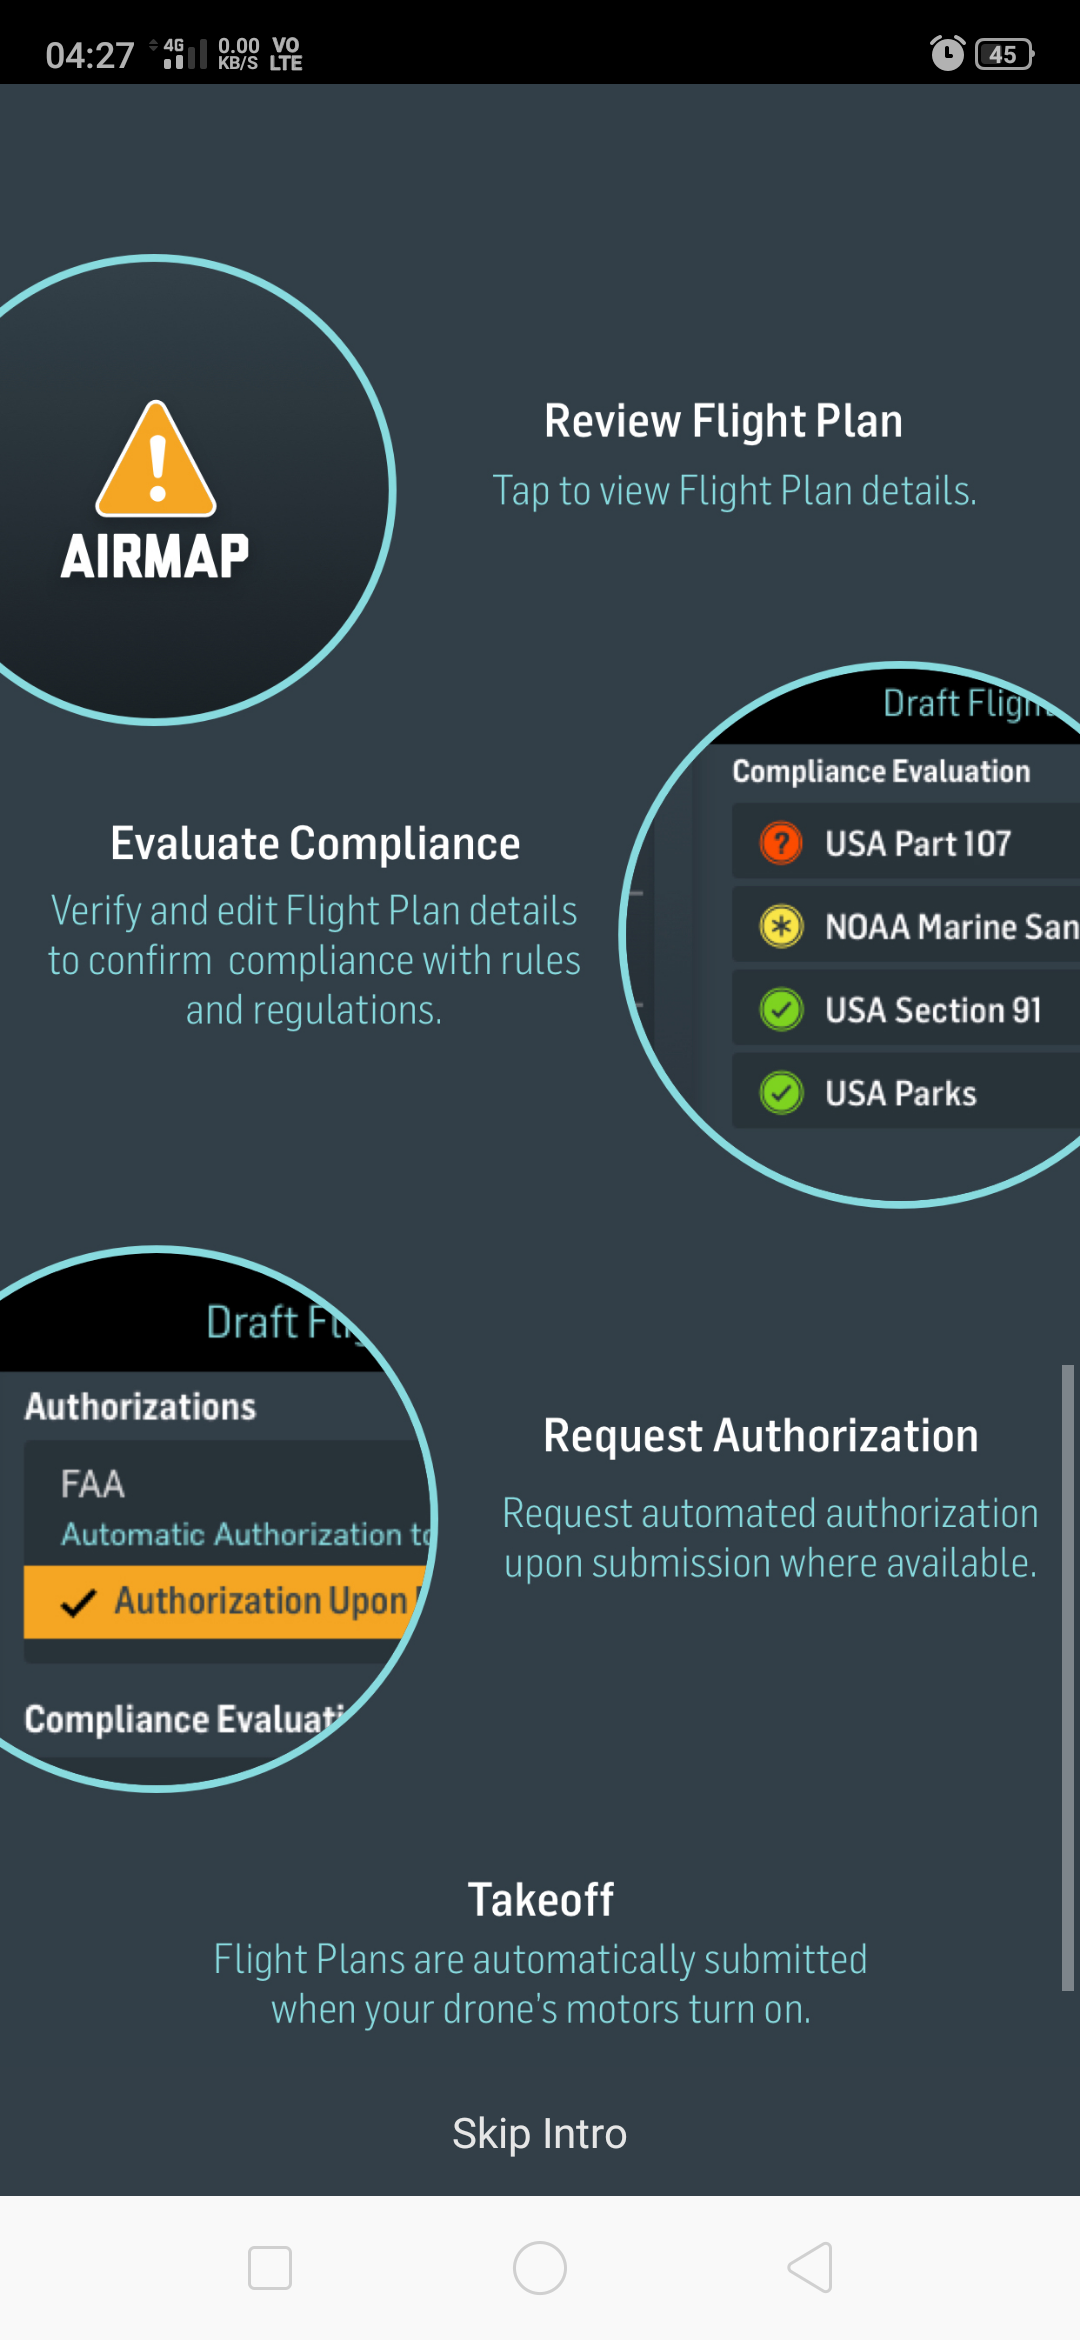 04:27 4G 0.00 KB/S VO LTE 45
AIRMAP
Review Flight Plan
Tap to view Flight Plan details.
Draft
Compliance Evaluation
? USA Part 107
* NOAA Marine
USA Section 91
USA Parks
Evaluate Compliance
Verify and edit Flight Plan details
to confirm compliance with rules
and regulations.
Draft
Authorizations
FAA
Automatic Authorization
Authorization Upon
Compliance
Request Authorization
Request automated authorization
upon submission where available.
Takeoff
Flight Plans are automatically submitted
when your drone's motors turn on.
Skip Intro